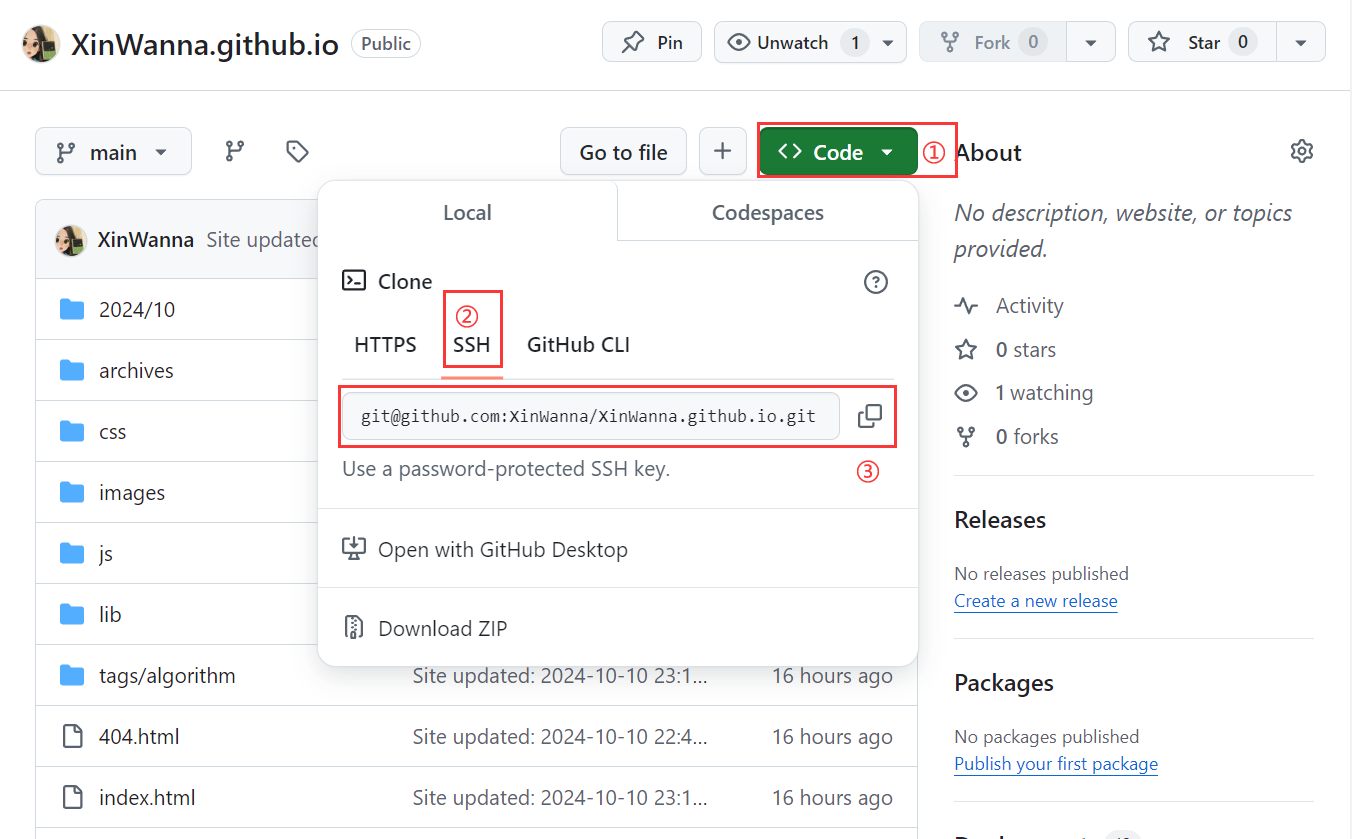 XinWanna.github.io Public Pin Unwatch 1 Fork 0 Star 0
main Go to file + Code ① About
Local Codespaces
No description, website, or topics
provided.
XinWanna Site updated
Clone
②
HTTPS SSH GitHub CLI
git@github.com:XinWanna/XinWanna.github.io.git
Use a password-protected SSH key. ③
Open with GitHub Desktop
Download ZIP
2024/10
archives
css
images
js
lib
tags/algorithm Site updated: 2024-10-10 23:1... 16 hours ago
404.html Site updated: 2024-10-10 22:4... 16 hours ago
index.html Site updated: 2024-10-10 23:1... 16 hours ago
Activity
0 stars
1 watching
0 forks
Releases
No releases published
Create a new release
Packages
No packages published
Publish your first package